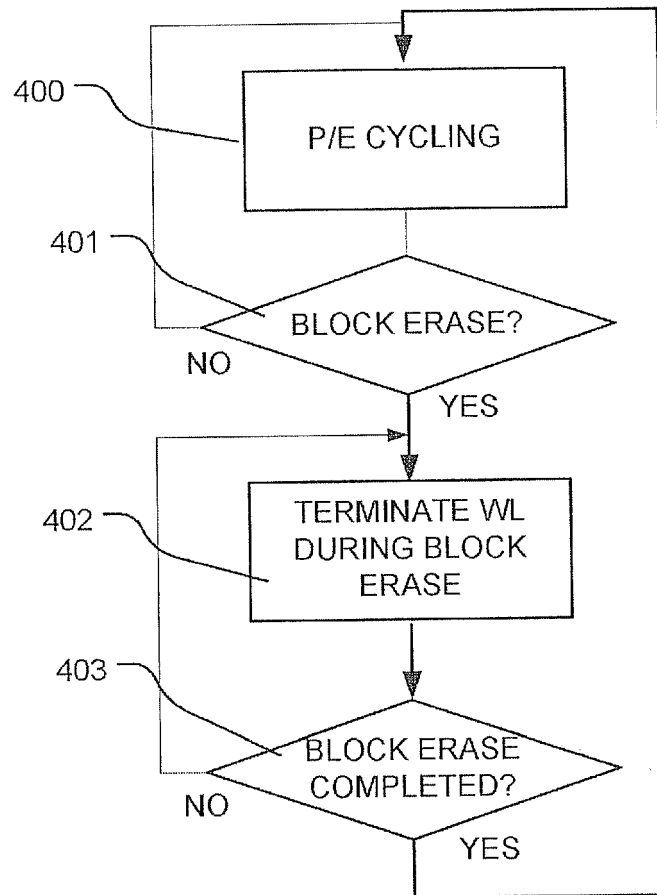 400
P/E CYCLING
401
BLOCK ERASE?
NO
YES
402
TERMINATE WL
DURING BLOCK
ERASE
403
BLOCK ERASE
COMPLETED?
NO
YES